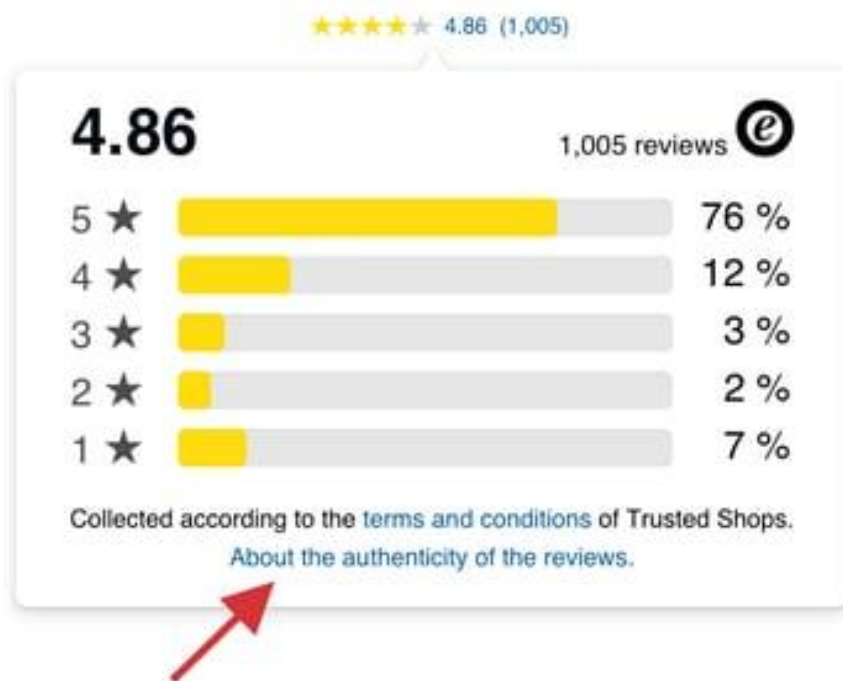 ★★★★★ 4.86 (1,005)
4.86
1,005 reviews e
5 ★ 76 %
4 ★ 12 %
3 ★ 3 %
2 ★ 2 %
1 ★ 7 %
Collected according to the terms and conditions of Trusted Shops.
About the authenticity of the reviews.